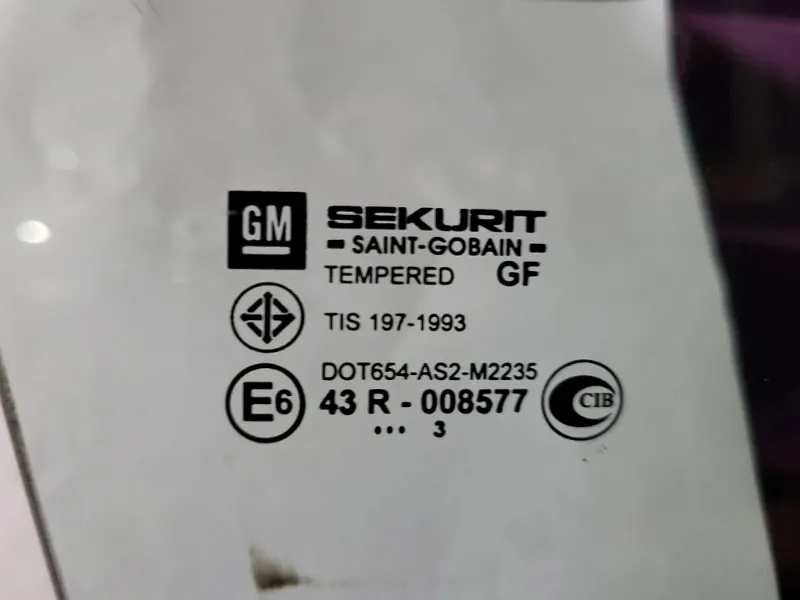 GM
SEKURIT
SAINT-GOBAIN
TEMPERED GF
TIS 197-1993
DOT654-AS2-M2235
E6 43 R - 008577 CIB
... 3